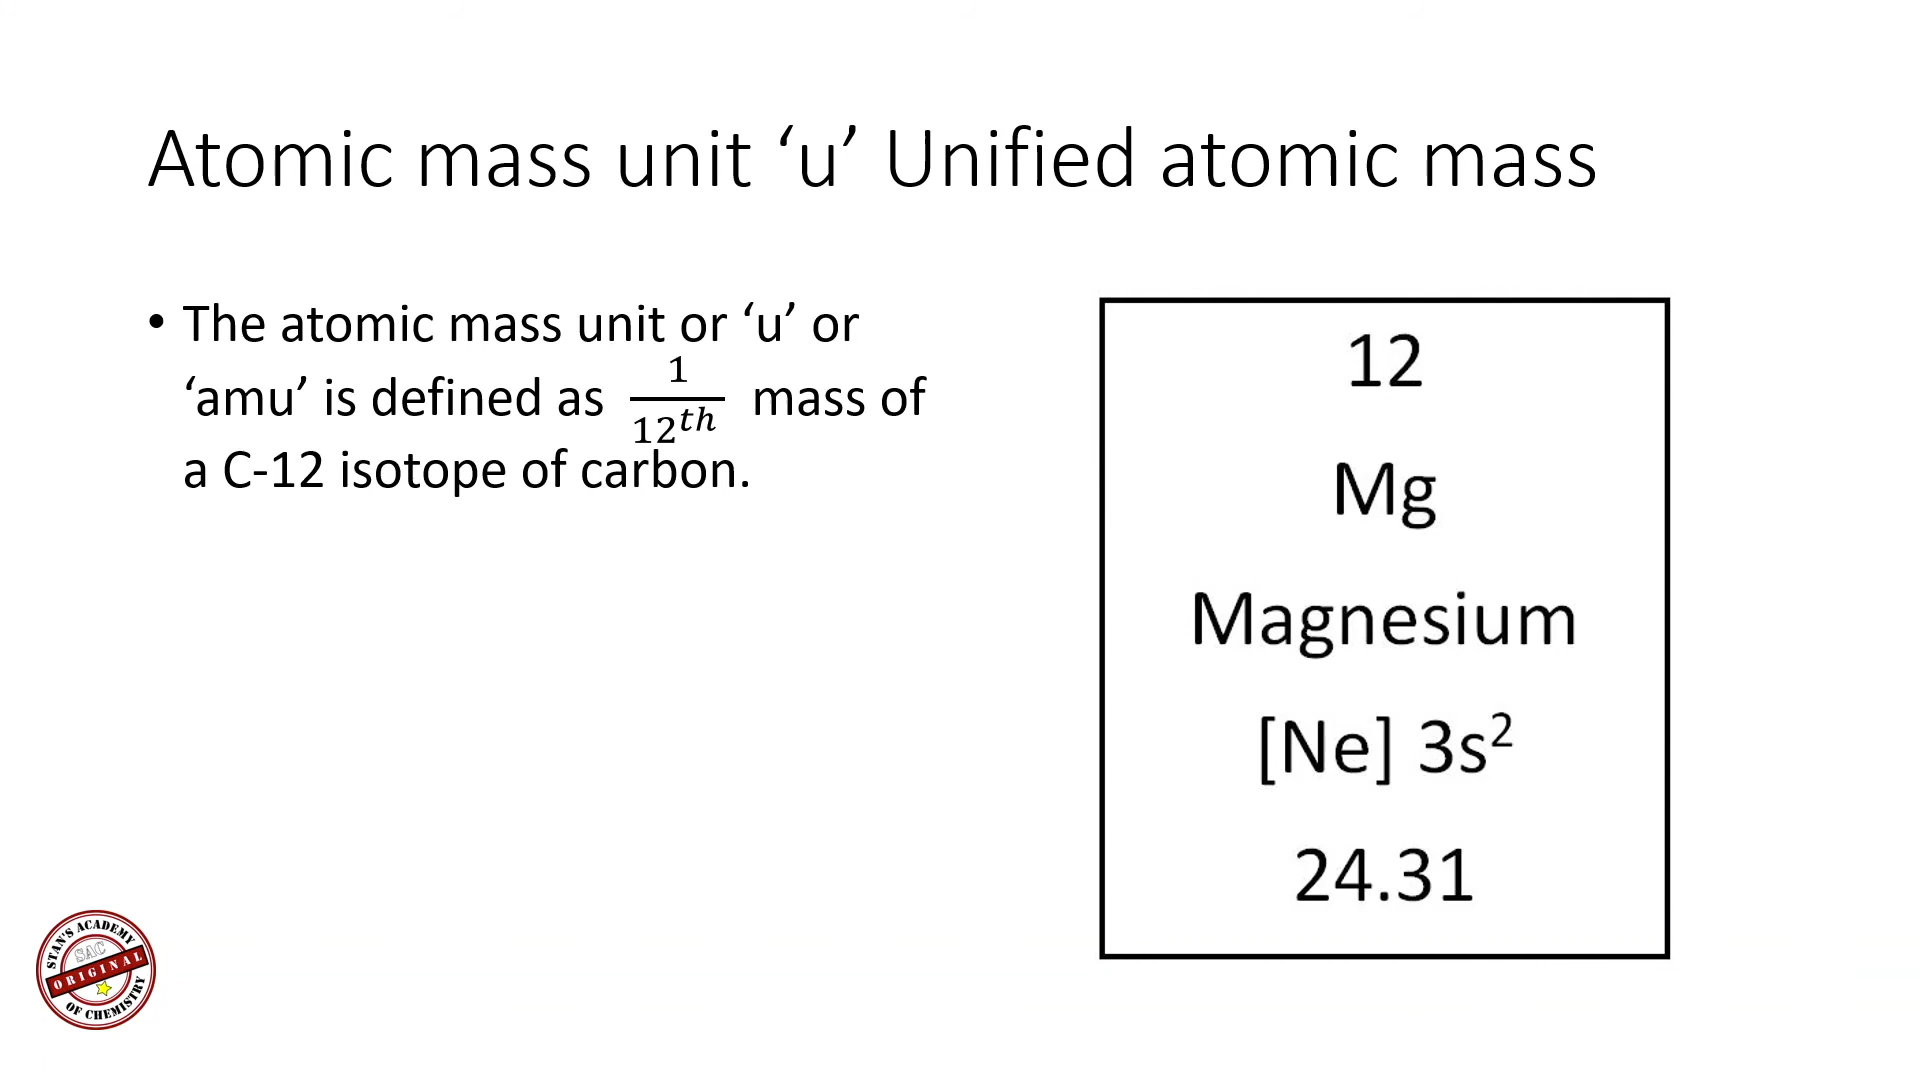 Atomic mass unit ‘u’ Unified atomic mass
• The atomic mass unit or ‘u’ or
‘amu’ is defined as 1/12ᵗʰ mass of
a C-12 isotope of carbon.
12
Mg
Magnesium
[Ne] 3s²
24.31
STAN'S ACADEMY
SAC
ORIGINAL
OF CHEMISTRY